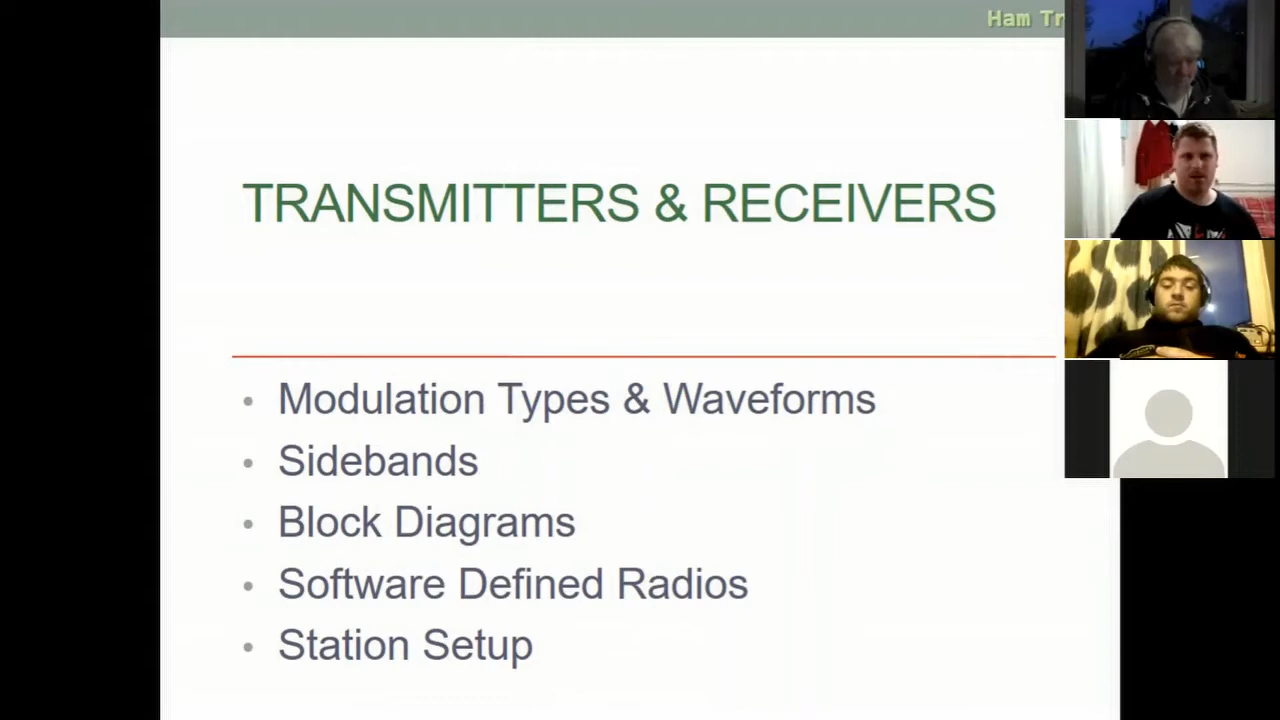 Ham Tr
TRANSMITTERS & RECEIVERS
• Modulation Types & Waveforms
• Sidebands
• Block Diagrams
• Software Defined Radios
• Station Setup